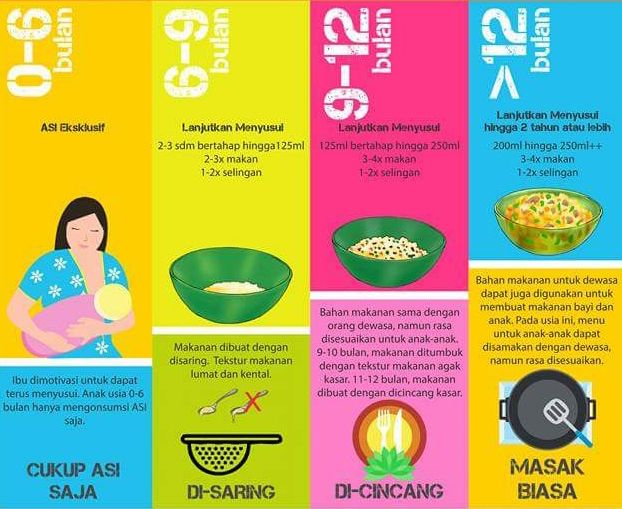 0-6
bulan
ASI Eksklusif
Ibu dimotivasi untuk dapat
terus menyusui. Anak usia 0-6
bulan hanya mengonsumsi ASI
saja.
CUKUP ASI
SAJA
6-9
bulan
Lanjutkan Menyusui
2-3 sdm bertahap hingga125ml
2-3x makan
1-2x selingan
Makanan dibuat dengan
disaring. Tekstur makanan
lumat dan kental.
DI-SARING
9-12
bulan
Lanjutkan Menyusui
125ml bertahap hingga 250ml
3-4x makan
1-2x selingan
Bahan makanan sama dengan
orang dewasa, namun rasa
disesuaikan untuk anak-anak.
9-10 bulan, makanan ditumbuk
dengan tekstur makanan agak
kasar. 11-12 bulan, makanan
dibuat dengan dicincang kasar.
DI-CINCANG
>12
bulan
Lanjutkan Menyusui
hingga 2 tahun atau lebih
200ml hingga 250ml++
3-4x makan
1-2x selingan
Bahan makanan untuk dewasa
dapat juga digunakan untuk
membuat makanan bayi dan
anak. Pada usia ini, menu
untuk anak-anak dapat
disamakan dengan dewasa,
namun rasa disesuaikan.
MASAK
BIASA